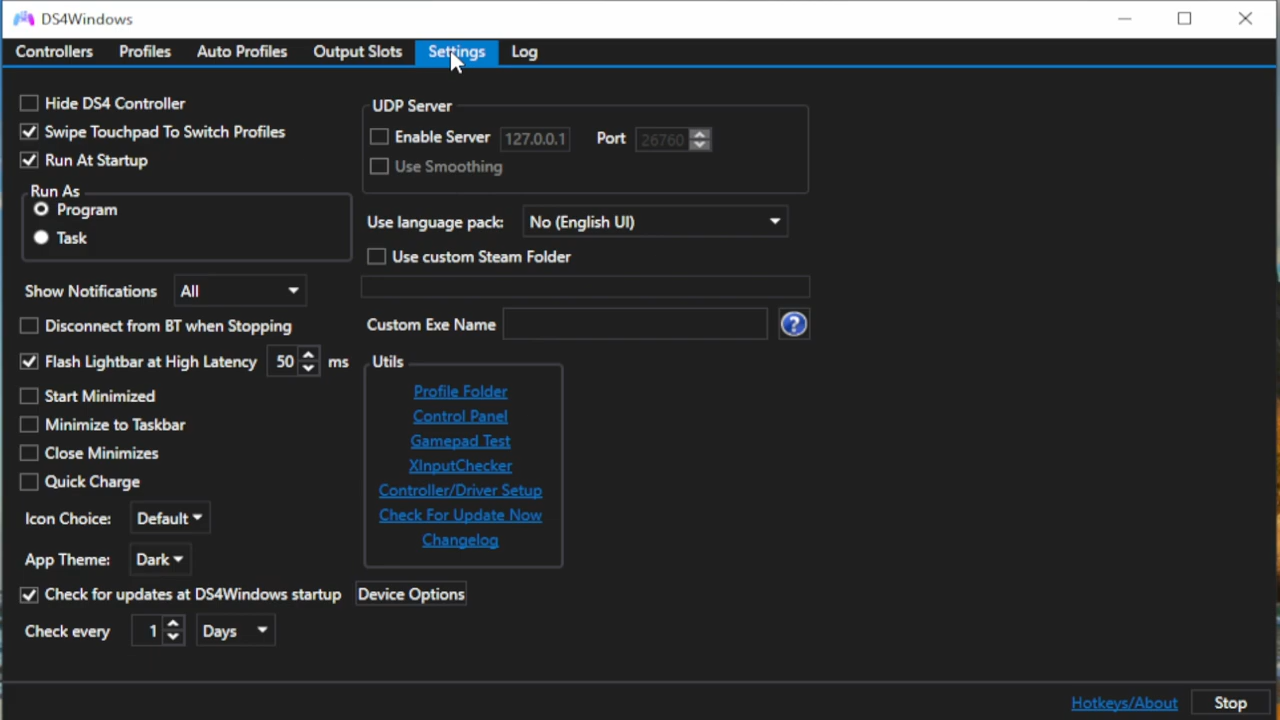 DS4Windows
Controllers Profiles Auto Profiles Output Slots Settings Log
Hide DS4 Controller
Swipe Touchpad To Switch Profiles
Run At Startup
Run As
Program
Task
Show Notifications All
Disconnect from BT when Stopping
Flash Lightbar at High Latency 50 ms
Start Minimized
Minimize to Taskbar
Close Minimizes
Quick Charge
Icon Choice: Default
App Theme: Dark
Check for updates at DS4Windows startup
Check every 1 Days
UDP Server
Enable Server 127.0.0.1 Port 26760
Use Smoothing
Use language pack: No (English UI)
Use custom Steam Folder
Custom Exe Name ?
Utils
Profile Folder
Control Panel
Gamepad Test
XInputChecker
Controller/Driver Setup
Check For Update Now
Changelog
Device Options
Hotkeys/About Stop